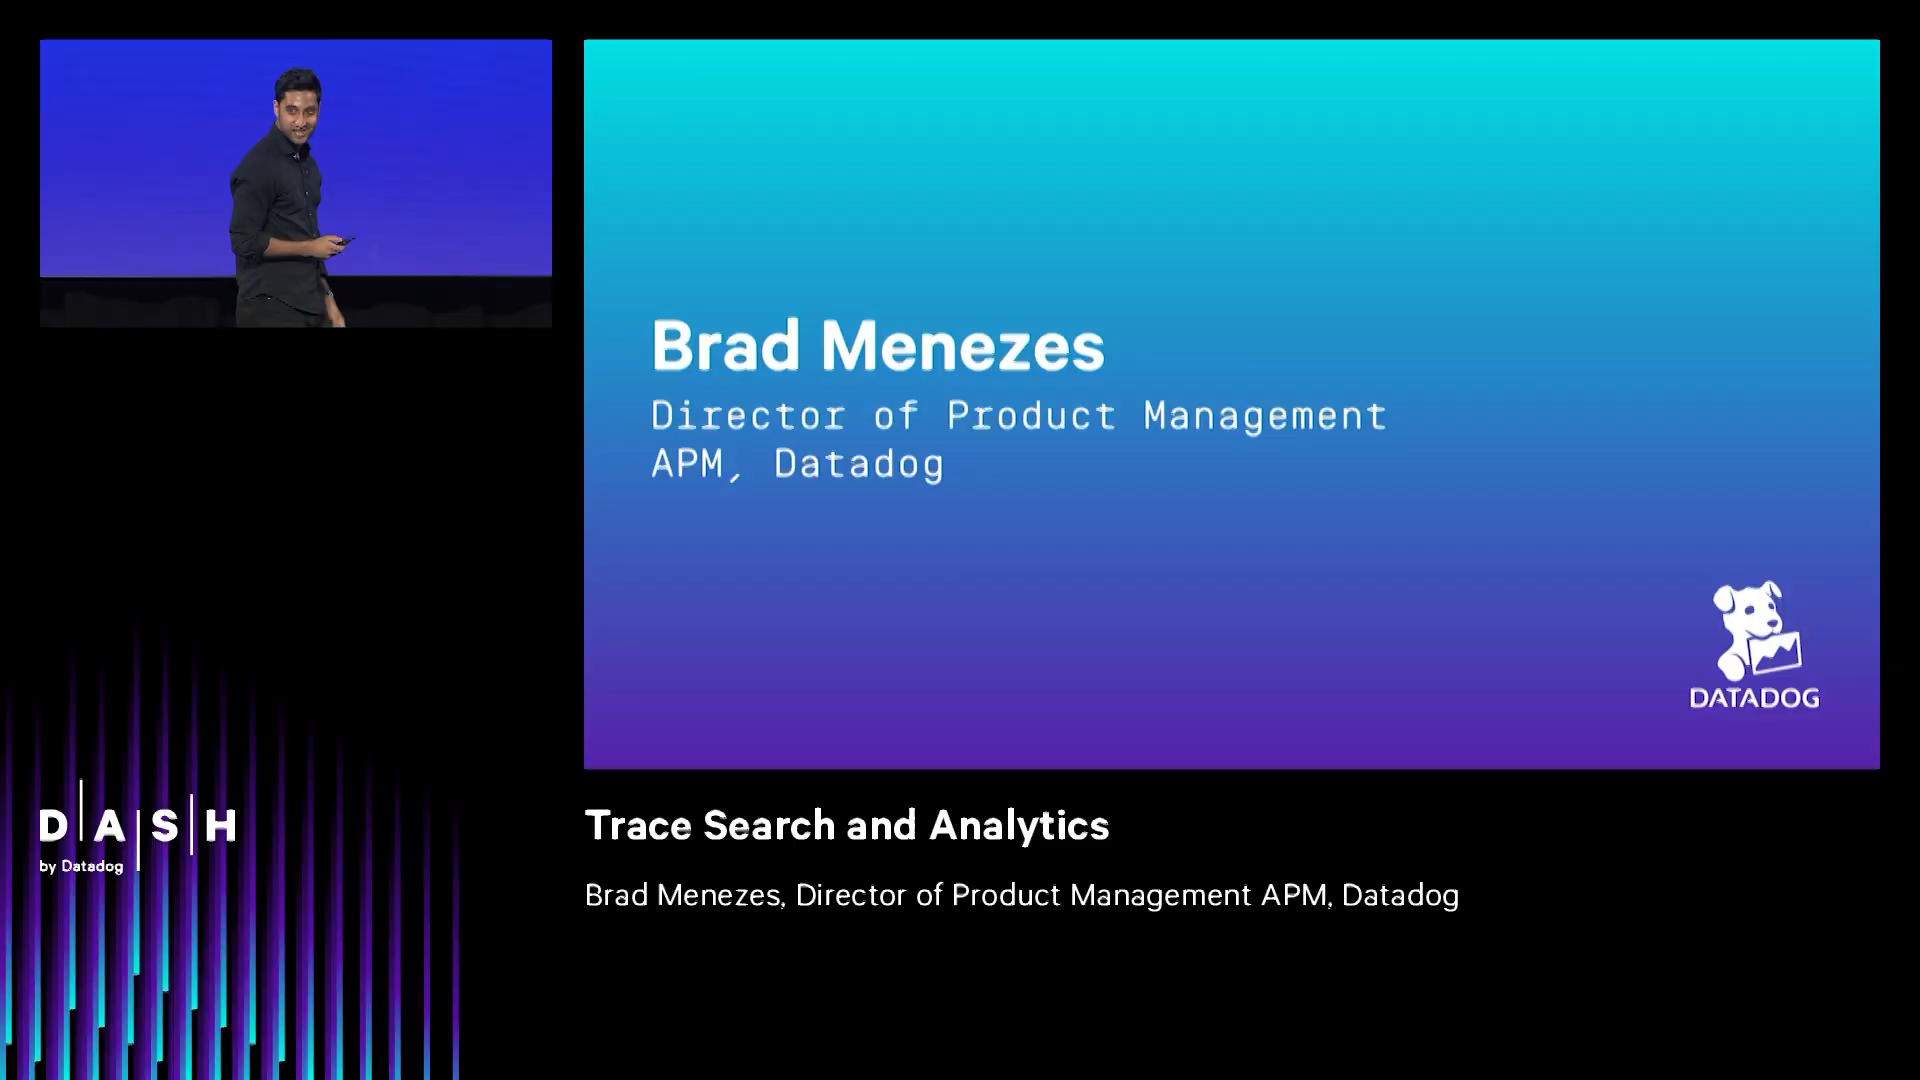 Brad Menezes
Director of Product Management
APM, Datadog
DATADOG
DASH
by Datadog
Trace Search and Analytics
Brad Menezes, Director of Product Management APM, Datadog